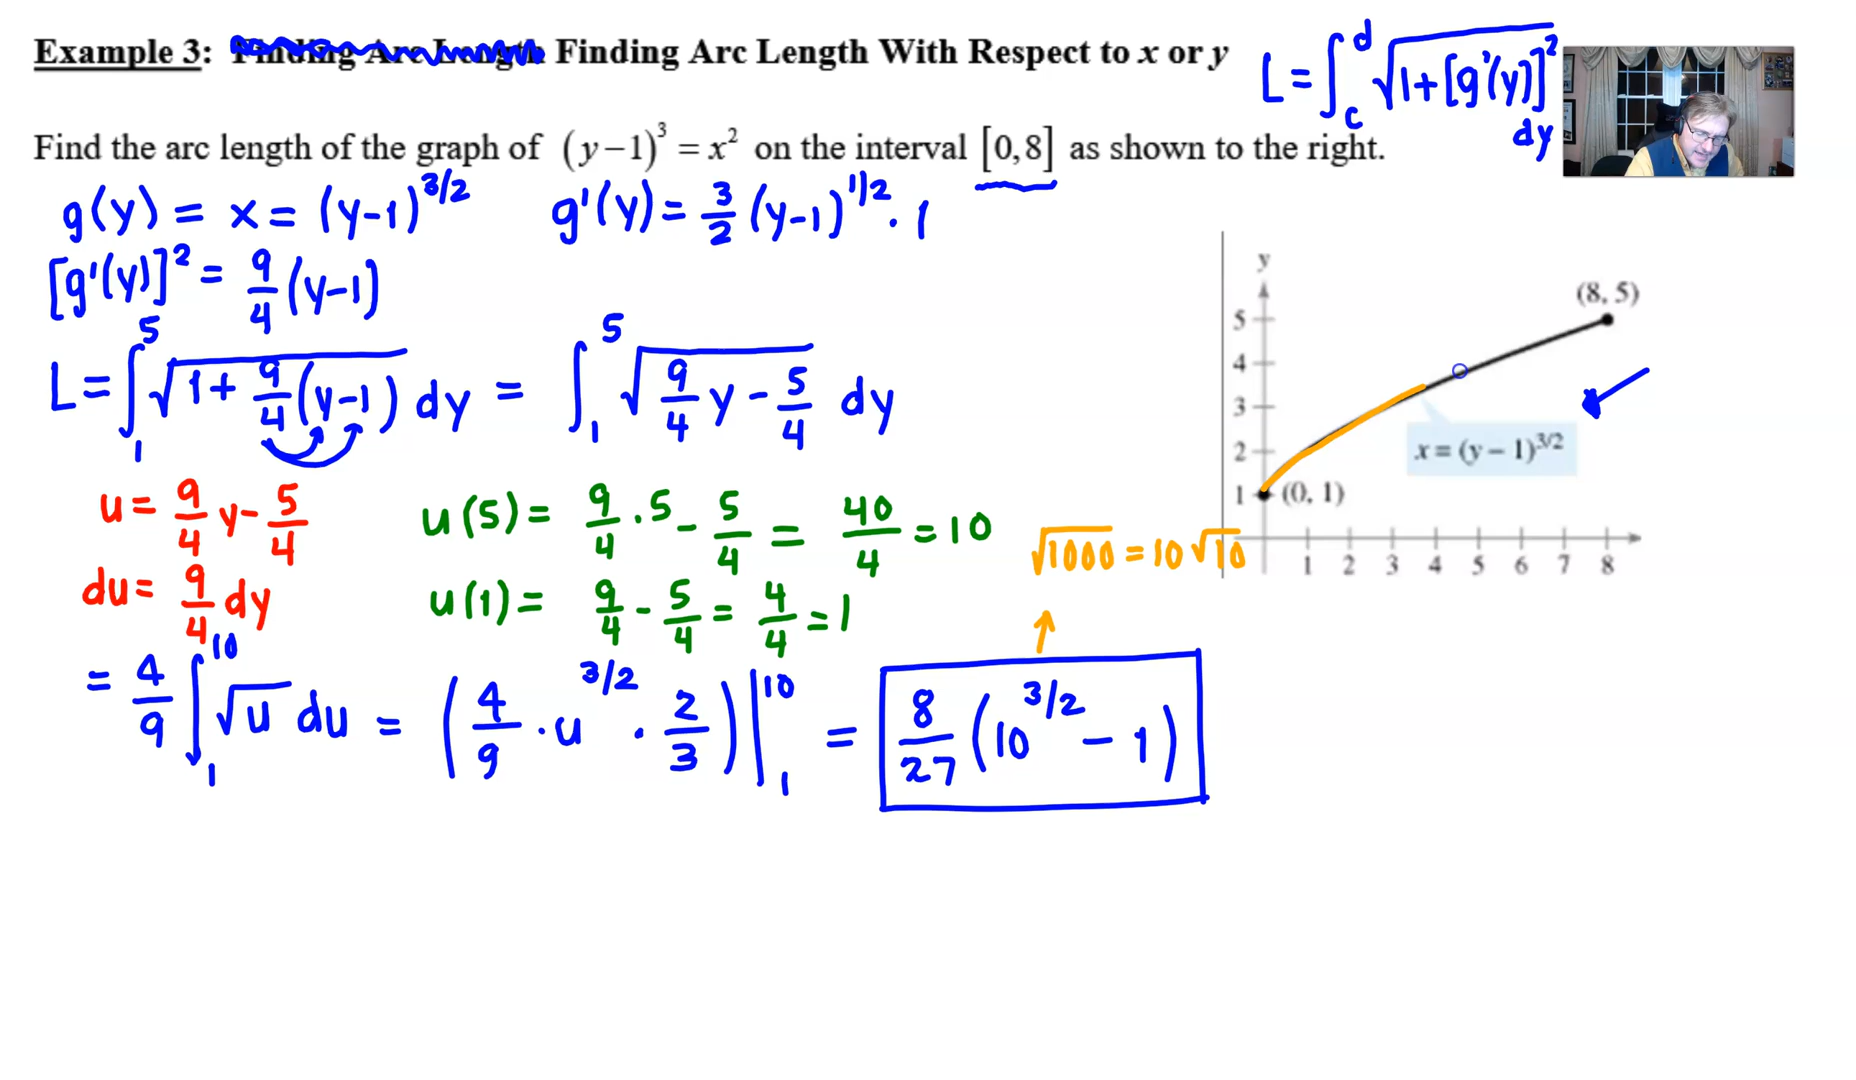 Example 3: Finding Arc Length Finding Arc Length With Respect to x or y
L = ∫_c^d √(1+[g'(y)]²) dy
Find the arc length of the graph of (y−1)³ = x² on the interval [0,8] as shown to the right.
g(y) = x = (y−1)^3/2   g'(y) = 3/2 (y−1)^1/2 · 1
[g'(y)]² = 9/4 (y−1)
L = ∫_1^5 √(1+ 9/4 (y−1)) dy = ∫_1^5 √(9/4 y − 5/4) dy
u = 9/4 y − 5/4   u(5) = 9/4 · 5 − 5/4 = 40/4 = 10
du = 9/4 dy   u(1) = 9/4 − 5/4 = 4/4 = 1
√1000 = 10√10
= 4/9 ∫_1^10 √u du = (4/9 · u^3/2 · 2/3) |_1^10 = 8/27 (10^3/2 − 1)
y
(8, 5)
5
4
3
2
1
x = (y − 1)^3/2
(0, 1)
1 2 3 4 5 6 7 8